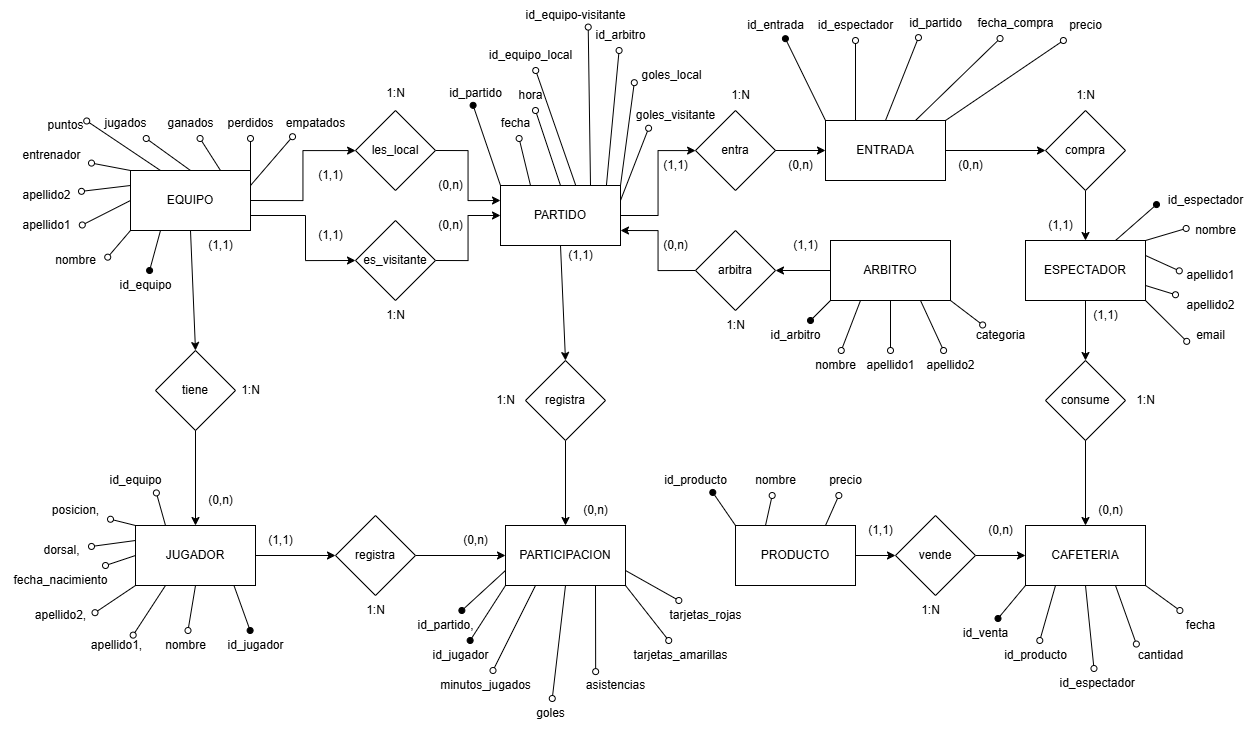 id_equipo-visitante
id_entrada
id_espectador
id_partido
fecha_compra
precio
id_arbitro
id_equipo_local
goles_local
id_partido
hora
goles_visitante
fecha
1:N
1:N
1:N
puntos
jugados
ganados
perdidos
empatados
entrenador
apellido2
apellido1
nombre
id_equipo
EQUIPO
(1,1)
les_local
(1,1)
(0,n)
es_visitante
(1,1)
(0,n)
1:N
PARTIDO
(1,1)
entra
(1,1)
(0,n)
ENTRADA
(0,n)
compra
(1,1)
arbitra
(0,n)
(1,1)
1:N
ARBITRO
id_arbitro
nombre
apellido1
apellido2
categoria
ESPECTADOR
(1,1)
id_espectador
nombre
apellido1
apellido2
email
tiene
1:N
1:N
registra
consume
1:N
(0,n)
(0,n)
(0,n)
id_equipo
posicion,
dorsal,
fecha_nacimiento
apellido2,
apellido1,
nombre
id_jugador
JUGADOR
(1,1)
registra
(0,n)
1:N
PARTICIPACION
id_partido,
id_jugador
minutos_jugados
goles
asistencias
tarjetas_amarillas
tarjetas_rojas
id_producto
nombre
precio
PRODUCTO
(1,1)
vende
(0,n)
1:N
CAFETERIA
id_venta
id_producto
id_espectador
cantidad
fecha